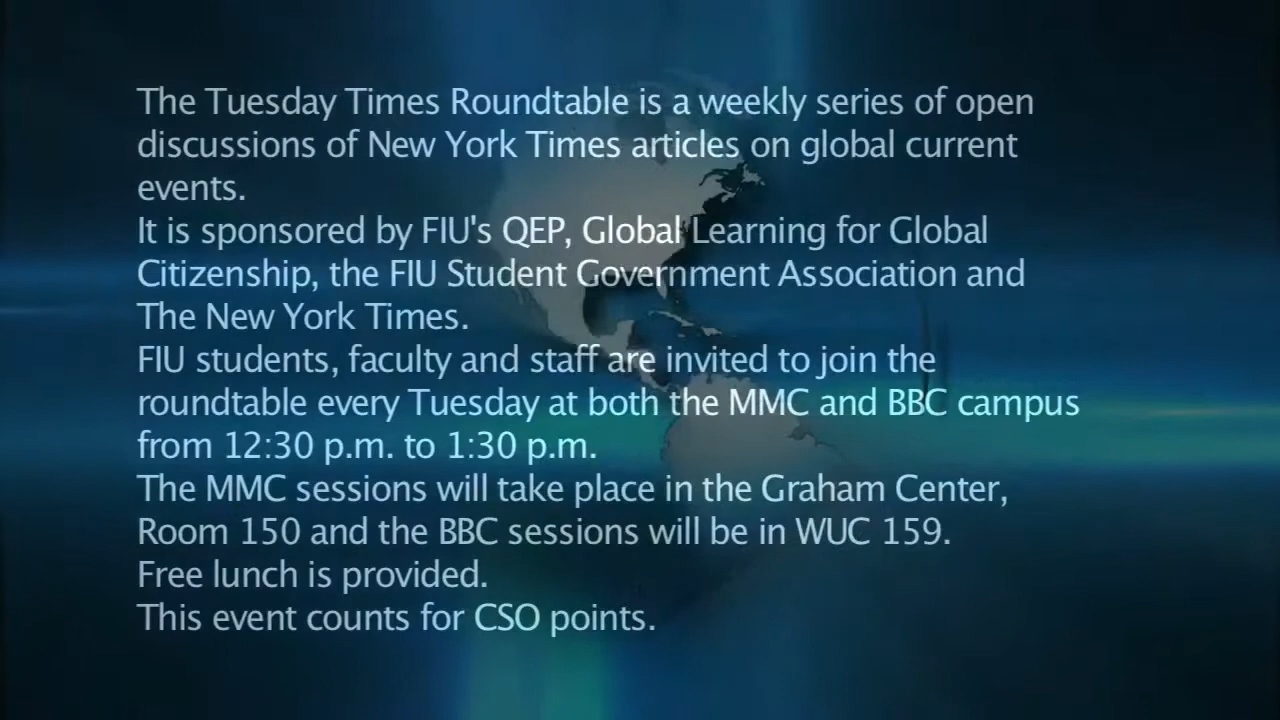 The Tuesday Times Roundtable is a weekly series of open
discussions of New York Times articles on global current
events.
It is sponsored by FIU's QEP, Global Learning for Global
Citizenship, the FIU Student Government Association and
The New York Times.
FIU students, faculty and staff are invited to join the
roundtable every Tuesday at both the MMC and BBC campus
from 12:30 p.m. to 1:30 p.m.
The MMC sessions will take place in the Graham Center,
Room 150 and the BBC sessions will be in WUC 159.
Free lunch is provided.
This event counts for CSO points.